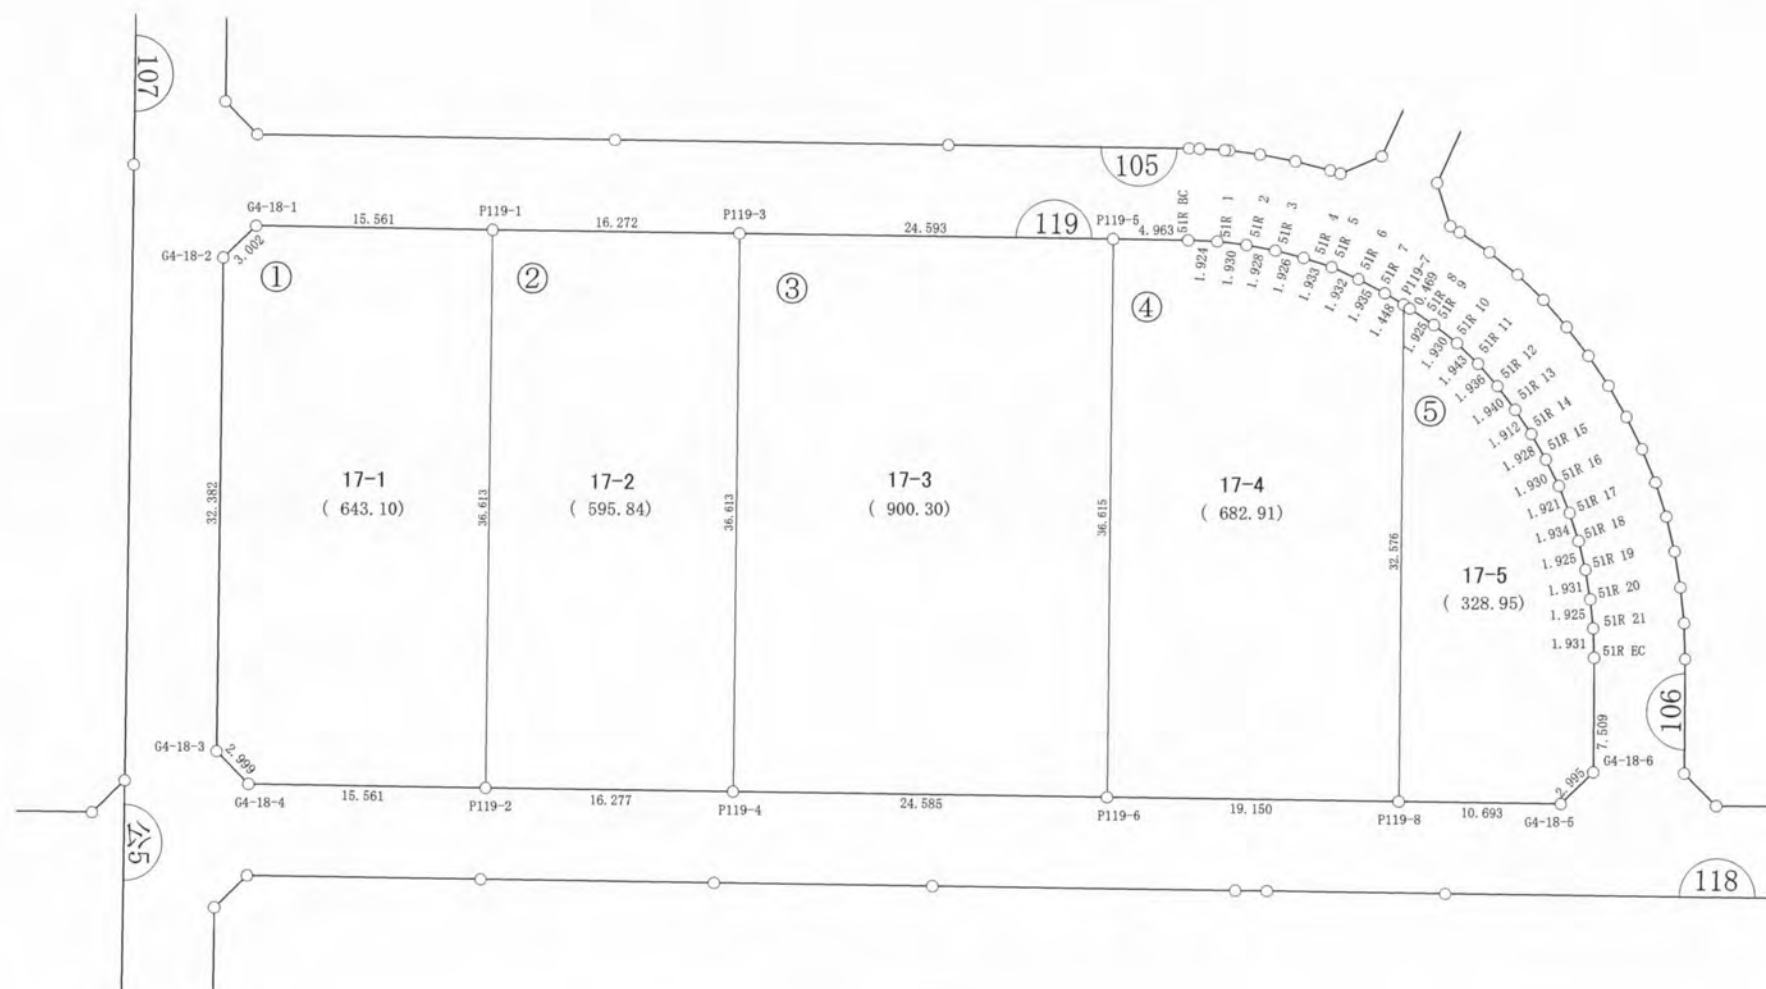 107
105
G4-18-1
15.561
P119-1
16.272
P119-3
24.593
119
P119-5
4.963
51R BC
51R 1
51R 2
51R 3
51R 4
51R 5
51R 6
51R 7
P119-7
0.469
51R 8
51R 9
51R 10
51R 11
51R 12
51R 13
51R 14
51R 15
51R 16
51R 17
51R 18
51R 19
51R 20
51R 21
51R EC
G4-18-2
3.002
①
②
③
④
⑤
1.924
1.930
1.928
1.926
1.933
1.932
1.935
1.448
1.925
1.930
1.943
1.936
1.940
1.912
1.928
1.930
1.921
1.934
1.925
1.931
1.925
1.931
32.382
17-1
( 643.10)
36.613
17-2
( 595.84)
36.613
17-3
( 900.30)
36.615
17-4
( 682.91)
32.576
17-5
( 328.95)
106
7.509
G4-18-3
2.999
G4-18-4
15.561
P119-2
16.277
P119-4
24.585
P119-6
19.150
P119-8
10.693
G4-18-5
2.995
G4-18-6
公5
118